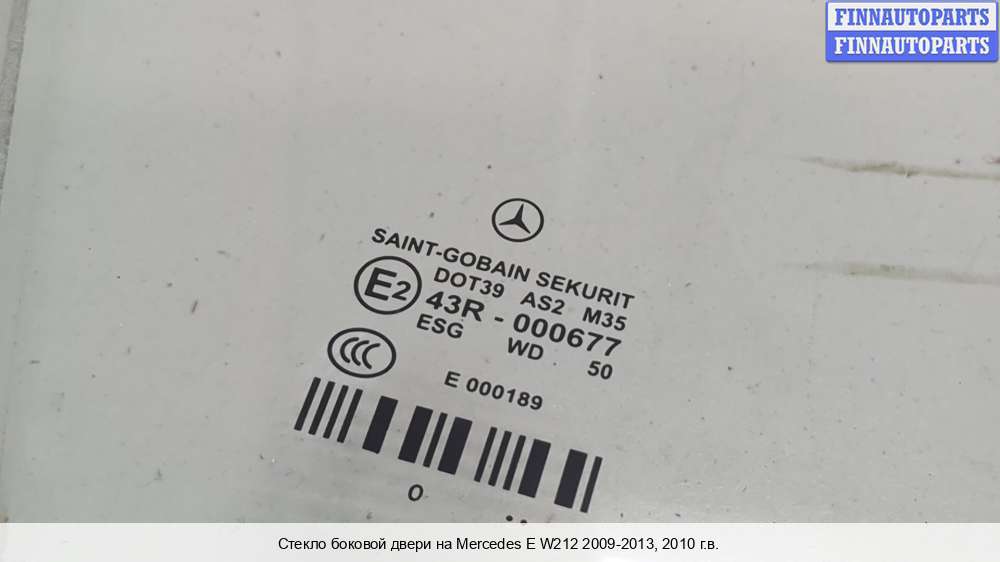 FINNAUTOPARTS
FINNAUTOPARTS
SAINT-GOBAIN SEKURIT
DOT39 AS2 M35
E2 43R - 000677
ESG WD 50
CCC
E 000189
0
Стекло боковой двери на Mercedes E W212 2009-2013, 2010 г.в.